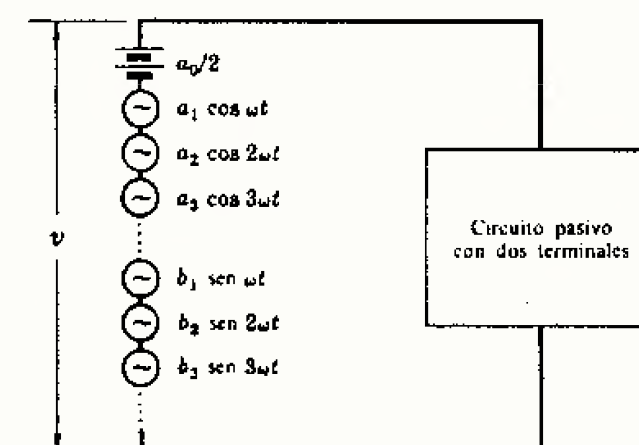 a₀/2
a₁ cos ωt
a₂ cos 2ωt
a₃ cos 3ωt
v
b₁ sen ωt
b₂ sen 2ωt
b₃ sen 3ωt
Circuito pasivo
con dos terminales